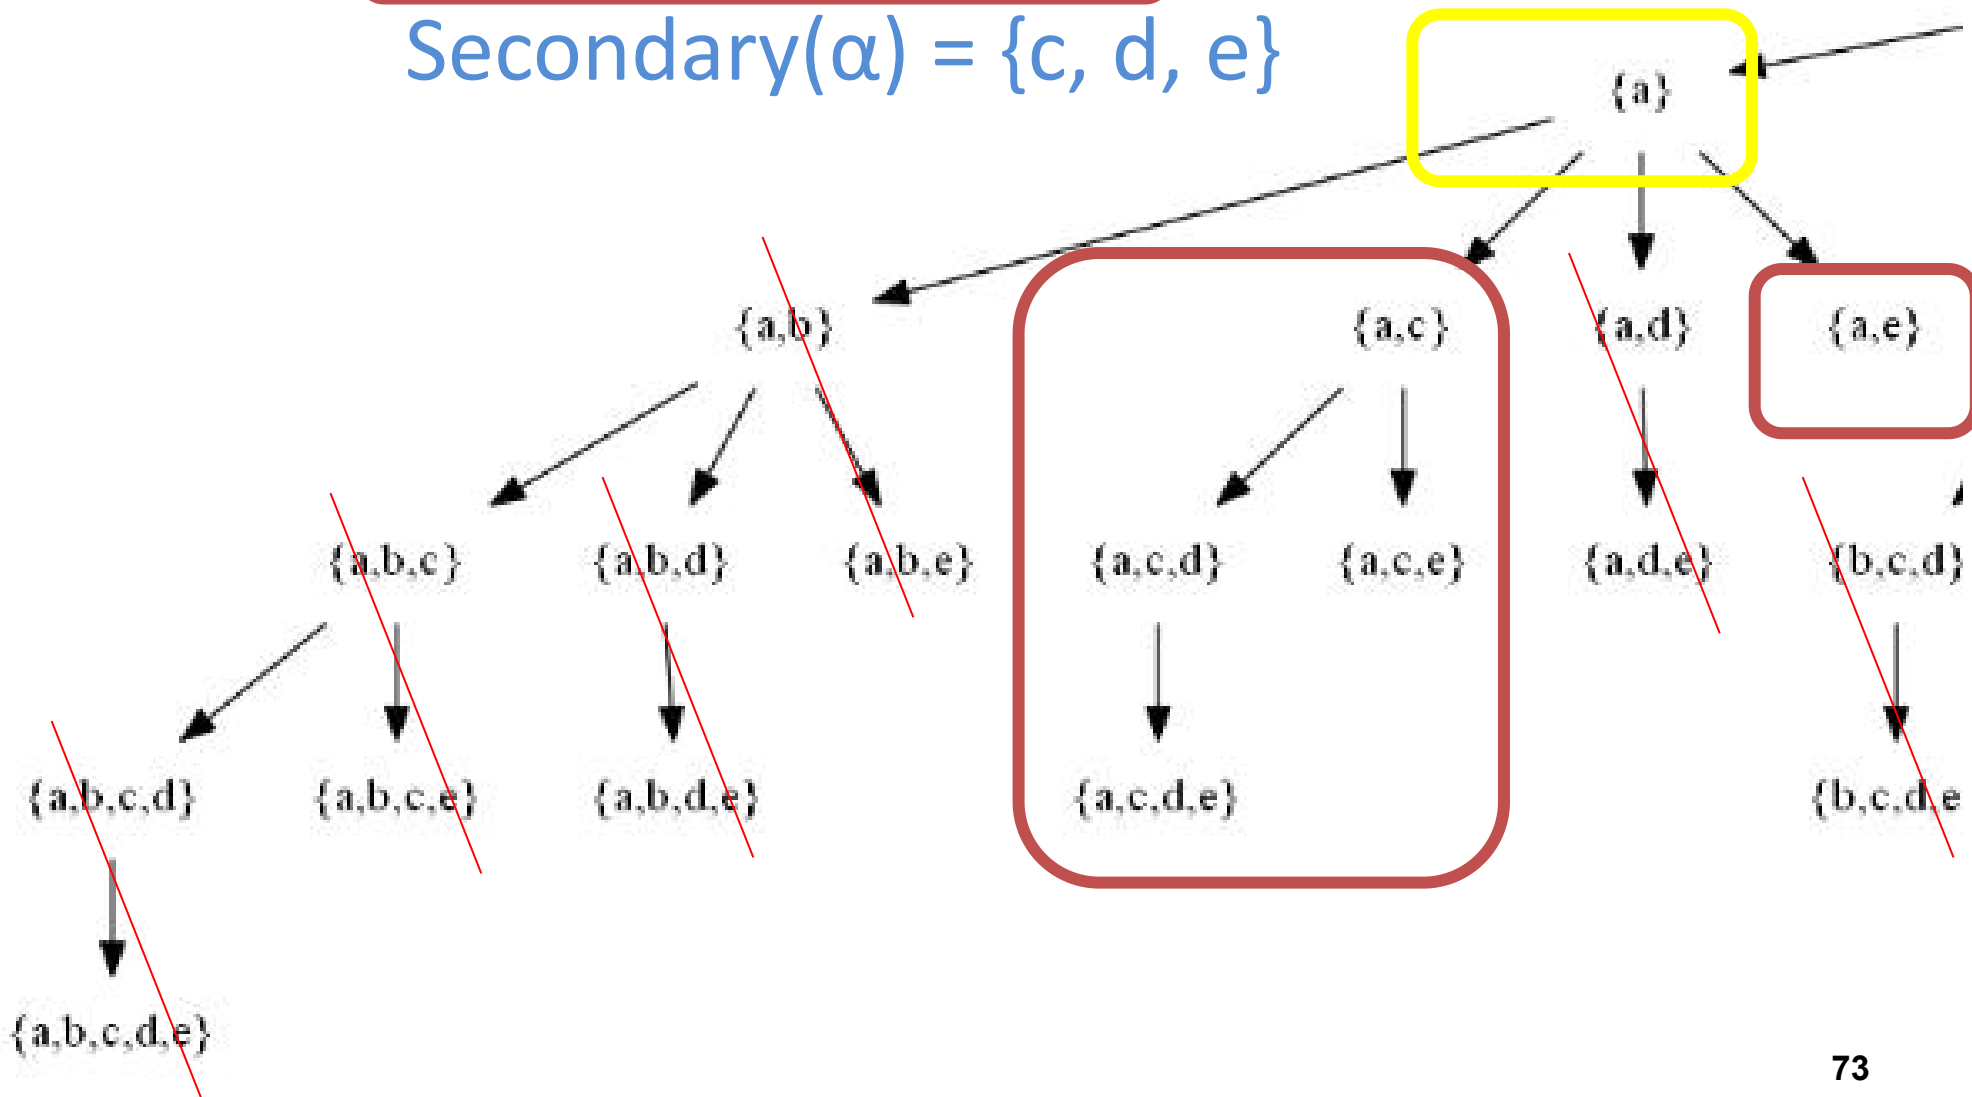 Secondary(α) = {c, d, e}
{a}
{a,b} {a,c} {a,d} {a,e}
{a,b,c} {a,b,d} {a,b,e} {a,c,d} {a,c,e} {a,d,e} {b,c,d}
{a,b,c,d} {a,b,c,e} {a,b,d,e} {a,c,d,e} {b,c,d,e
{a,b,c,d,e}
73